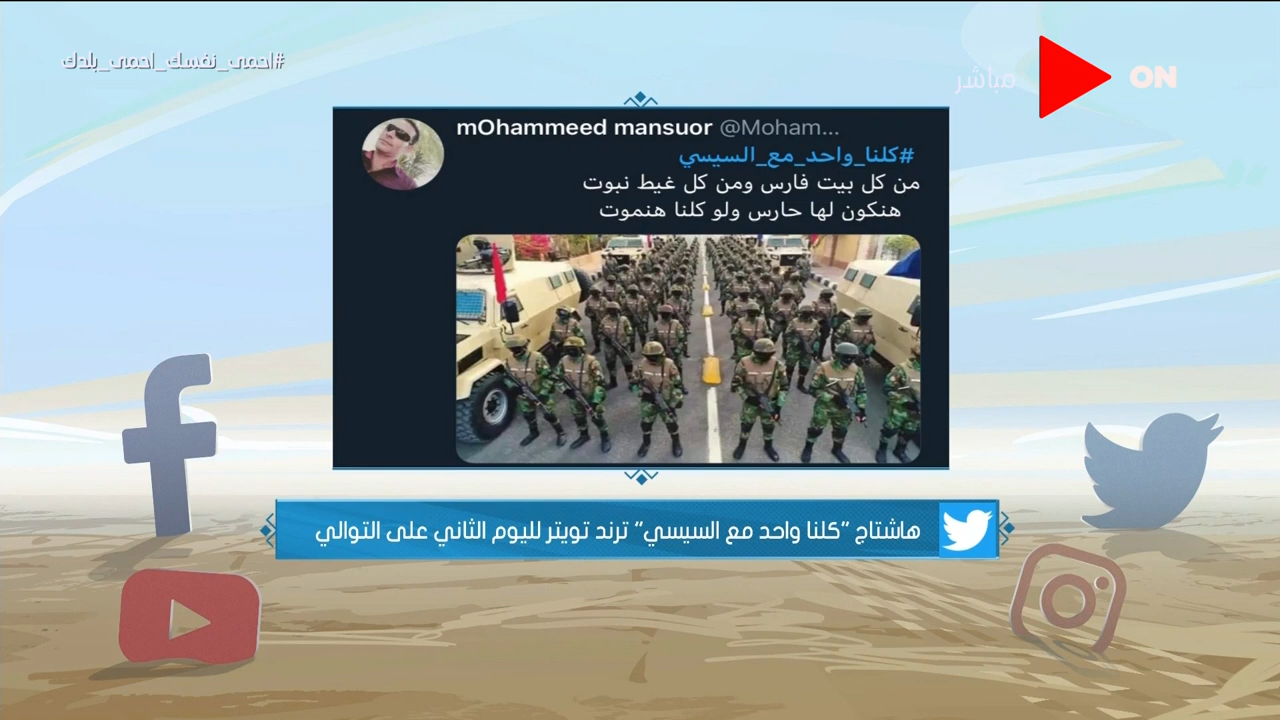 #احمى_نفسك_احمى_بلدك
مباشر ON
mOhammeed mansuor @Moham...
#كلنا_واحد_مع_السيسي
من كل بيت فارس ومن كل غيط نبوت
هنكون لها حارس ولو كلنا هنموت
هاشتاج “كلنا واحد مع السيسي” ترند تويتر لليوم الثاني على التوالي